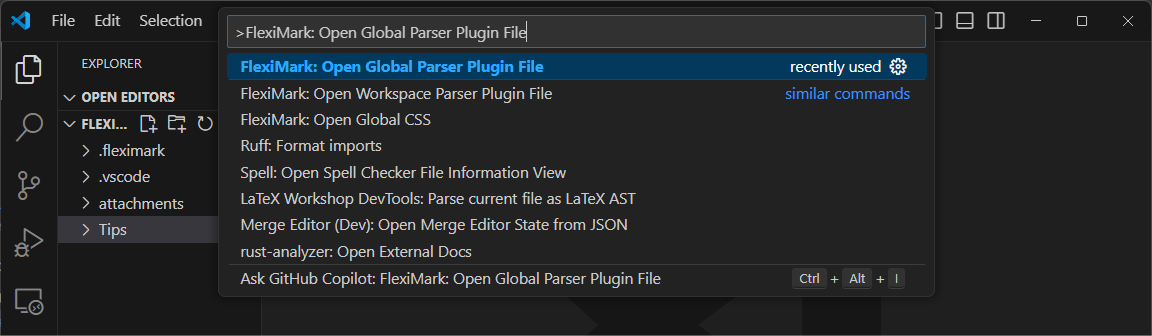 File Edit Selection
>FlexiMark: Open Global Parser Plugin File
EXPLORER
OPEN EDITORS
FLEXI...
.fleximark
.vscode
attachments
Tips
FlexiMark: Open Global Parser Plugin File recently used
FlexiMark: Open Workspace Parser Plugin File similar commands
FlexiMark: Open Global CSS
Ruff: Format imports
Spell: Open Spell Checker File Information View
LaTeX Workshop DevTools: Parse current file as LaTeX AST
Merge Editor (Dev): Open Merge Editor State from JSON
rust-analyzer: Open External Docs
Ask GitHub Copilot: FlexiMark: Open Global Parser Plugin File Ctrl + Alt + I